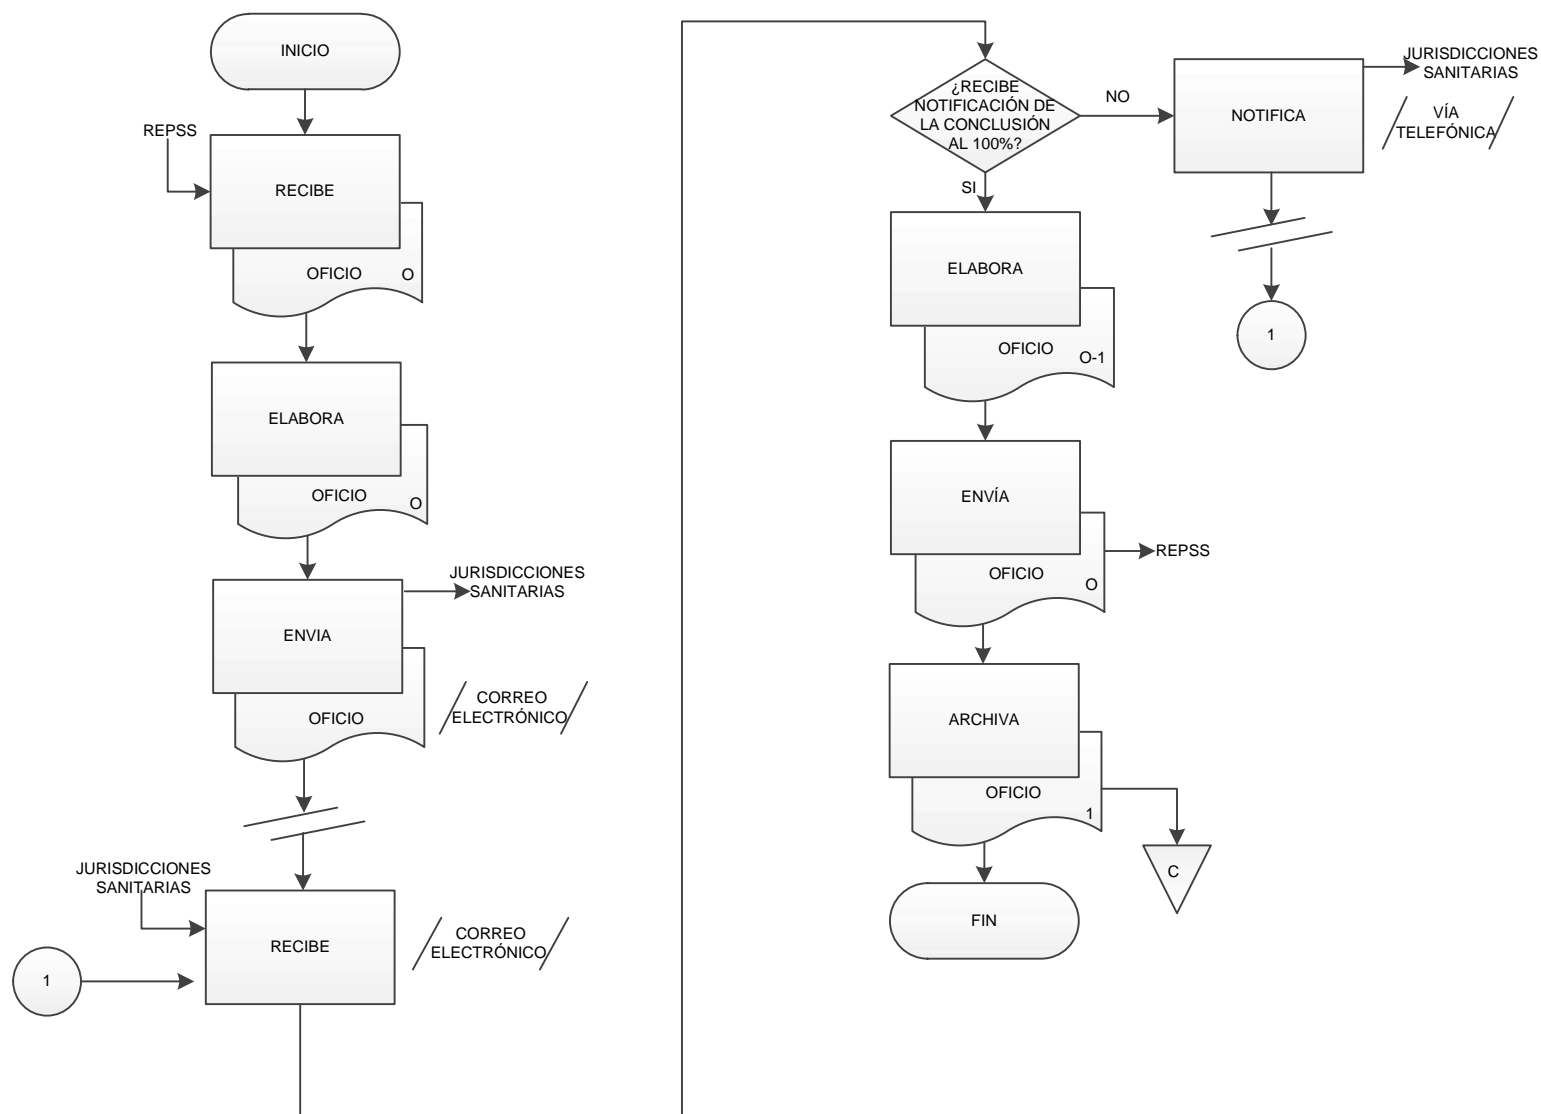 INICIO
REPSS
RECIBE
OFICIO
O
ELABORA
OFICIO
O
JURISDICCIONES
SANITARIAS
ENVIA
OFICIO
CORREO
ELECTRÓNICO
JURISDICCIONES
SANITARIAS
RECIBE
CORREO
ELECTRÓNICO
1
¿RECIBE
NOTIFICACIÓN DE
LA CONCLUSIÓN
AL 100%?
NO
NOTIFICA
JURISDICCIONES
SANITARIAS
VÍA
TELEFÓNICA
1
SI
ELABORA
OFICIO
O-1
ENVÍA
OFICIO
O
REPSS
ARCHIVA
OFICIO
1
C
FIN